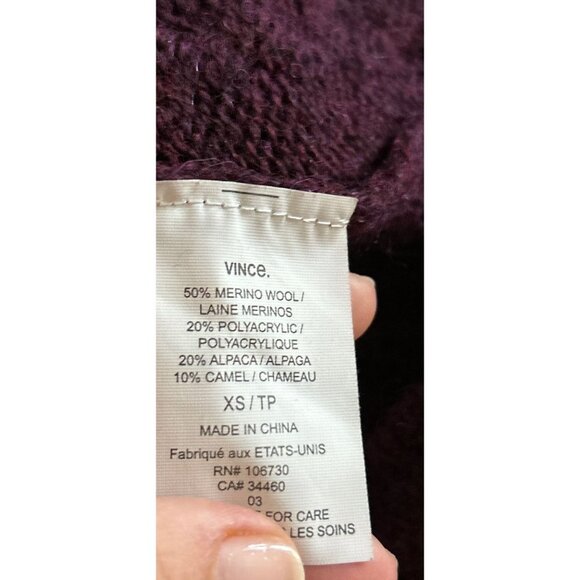 VINCE.
50% MERINO WOOL /
LAINE MERINOS
20% POLYACRYLIC /
POLYACRYLIQUE
20% ALPACA / ALPAGA
10% CAMEL / CHAMEAU
XS / TP
MADE IN CHINA
Fabriqué aux ETATS-UNIS
RN# 106730
CA# 34460
03
FOR CARE
LES SOINS